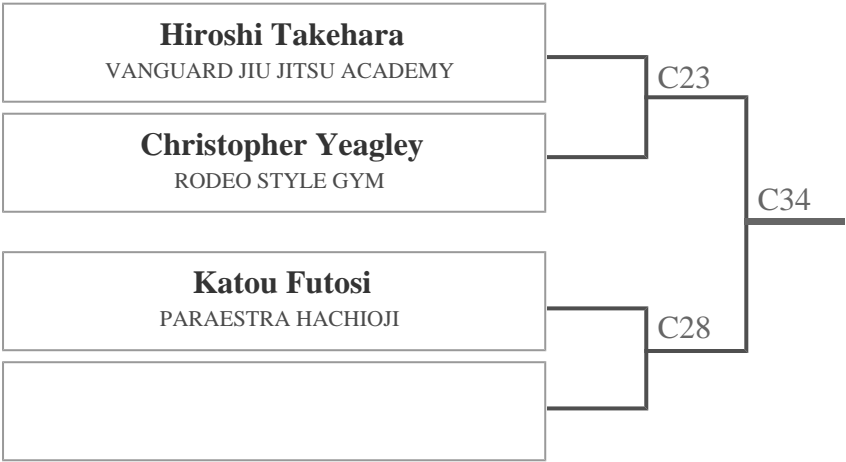 Hiroshi Takehara
VANGUARD JIU JITSU ACADEMY
C23
Christopher Yeagley
RODEO STYLE GYM
C34
Katou Futosi
PARAESTRA HACHIOJI
C28